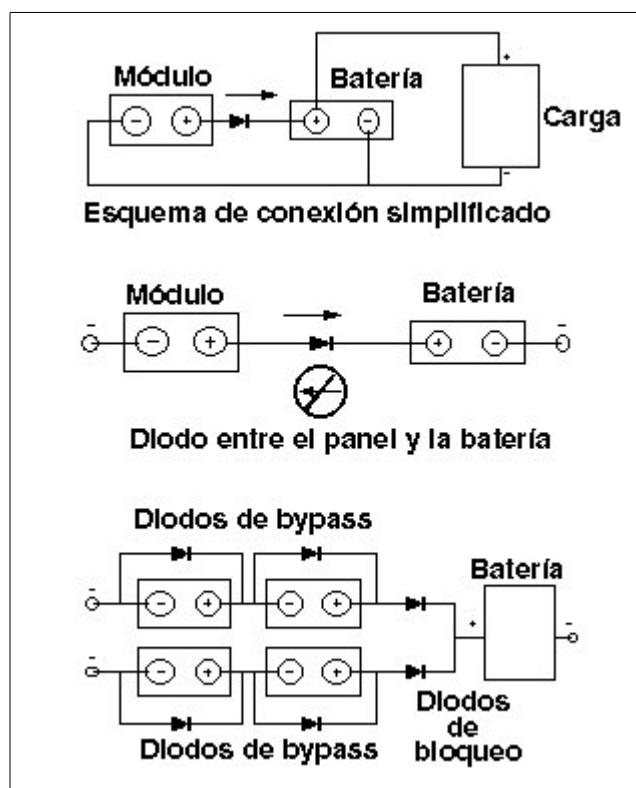 Módulo
Batería
+
- +
+ -
Carga
-
Esquema de conexión simplificado
Módulo
Batería
-
- +
+ -
-
Diodo entre el panel y la batería
Diodos de bypass
Batería
-
- +
- +
+
-
-
- +
- +
Diodos de bypass
Diodos
de
bloqueo